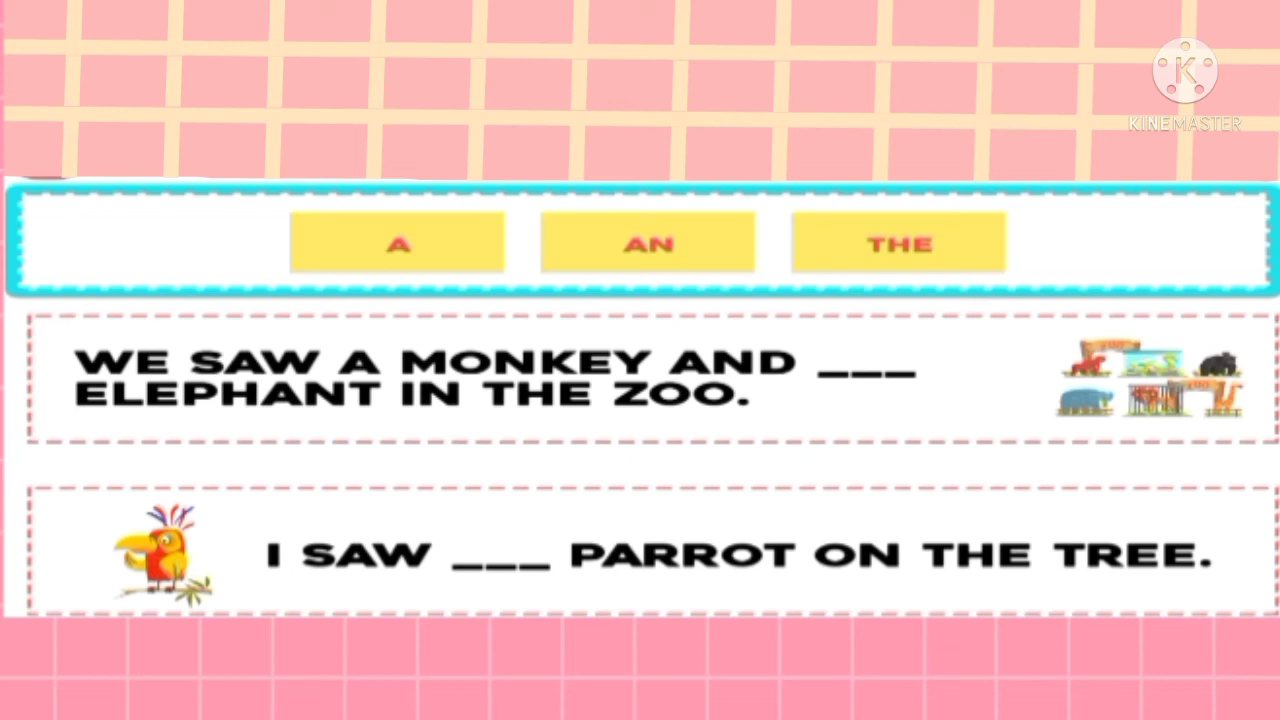 KINEMASTER
A AN THE
WE SAW A MONKEY AND ___
ELEPHANT IN THE ZOO.
I SAW ___ PARROT ON THE TREE.